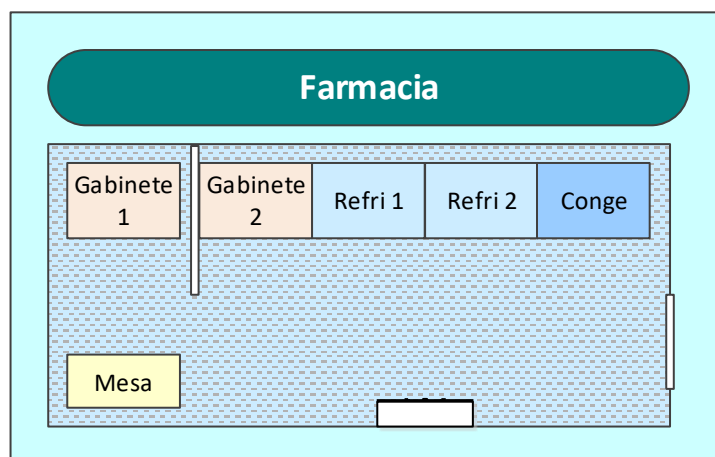 Farmacia
Gabinete
1
Gabinete
2
Refri 1
Refri 2
Conge
Mesa